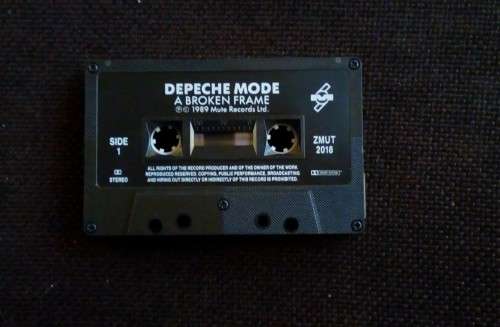 DEPECHE MODE
A BROKEN FRAME
℗ © 1989 Mute Records Ltd.
SIDE
1
STEREO
ZMUT
2018
ALL RIGHTS OF THE RECORD PRODUCER AND OF THE OWNER OF THE WORK
REPRODUCED RESERVED. COPYING, PUBLIC PERFORMANCE, BROADCASTING
AND HIRING OUT DIRECTLY OR INDIRECTLY OF THIS RECORD IS PROHIBITED.